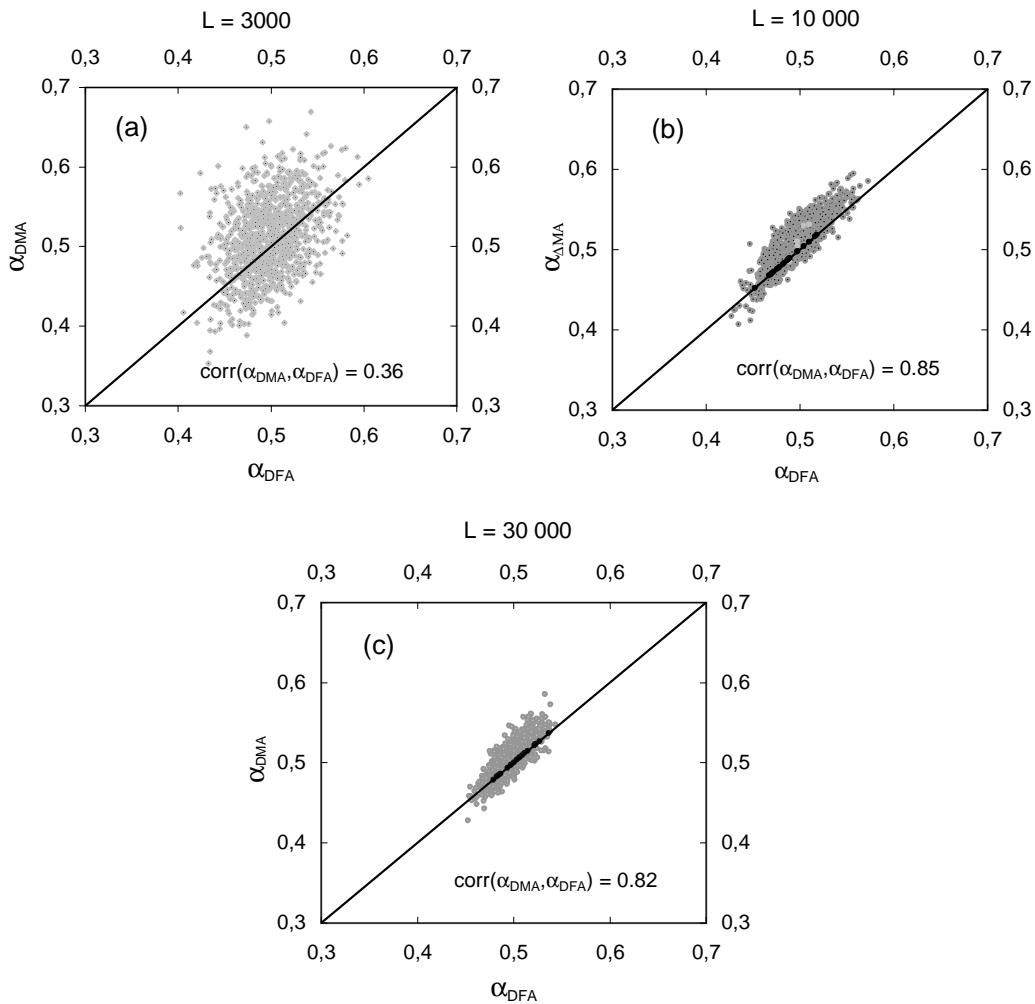 L = 3000
0,3 0,4 0,5 0,6 0,7
0,7 0,7
(a)
0,6 0,6
αDMA
0,5 0,5
0,4 0,4
corr(αDMA,αDFA) = 0.36
0,3 0,3
0,3 0,4 0,5 0,6 0,7
αDFA
L = 10 000
0,3 0,4 0,5 0,6 0,7
0,7 0,7
(b)
0,6 0,6
αΔMA
0,5 0,5
0,4 0,4
corr(αDMA,αDFA) = 0.85
0,3 0,3
0,3 0,4 0,5 0,6 0,7
αDFA
L = 30 000
0,3 0,4 0,5 0,6 0,7
0,7 0,7
(c)
0,6 0,6
αDMA
0,5 0,5
0,4 0,4
corr(αDMA,αDFA) = 0.82
0,3 0,3
0,3 0,4 0,5 0,6 0,7
αDFA